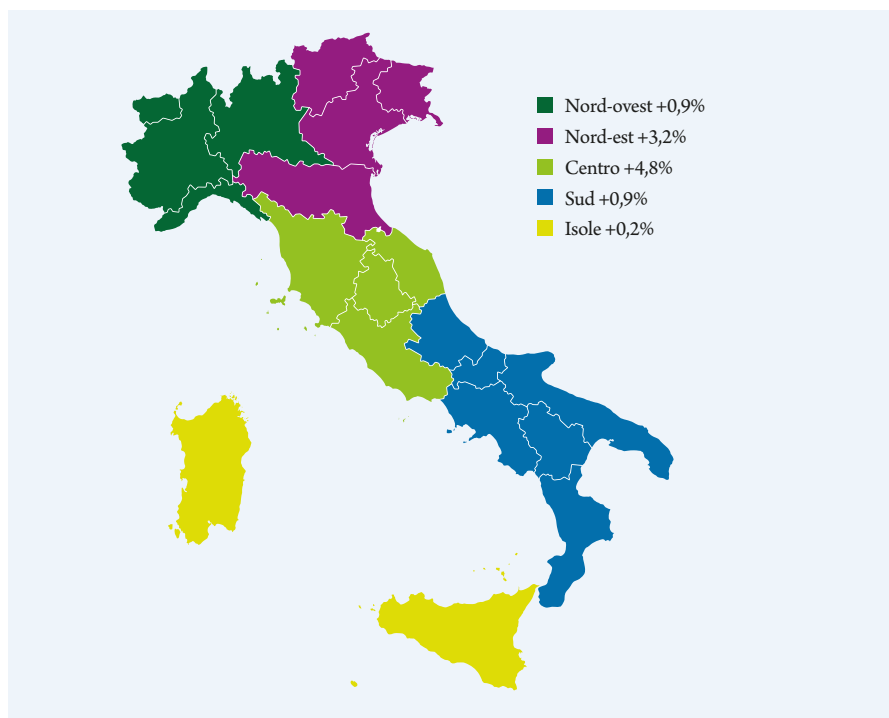 Nord-ovest +0,9%
Nord-est +3,2%
Centro +4,8%
Sud +0,9%
Isole +0,2%